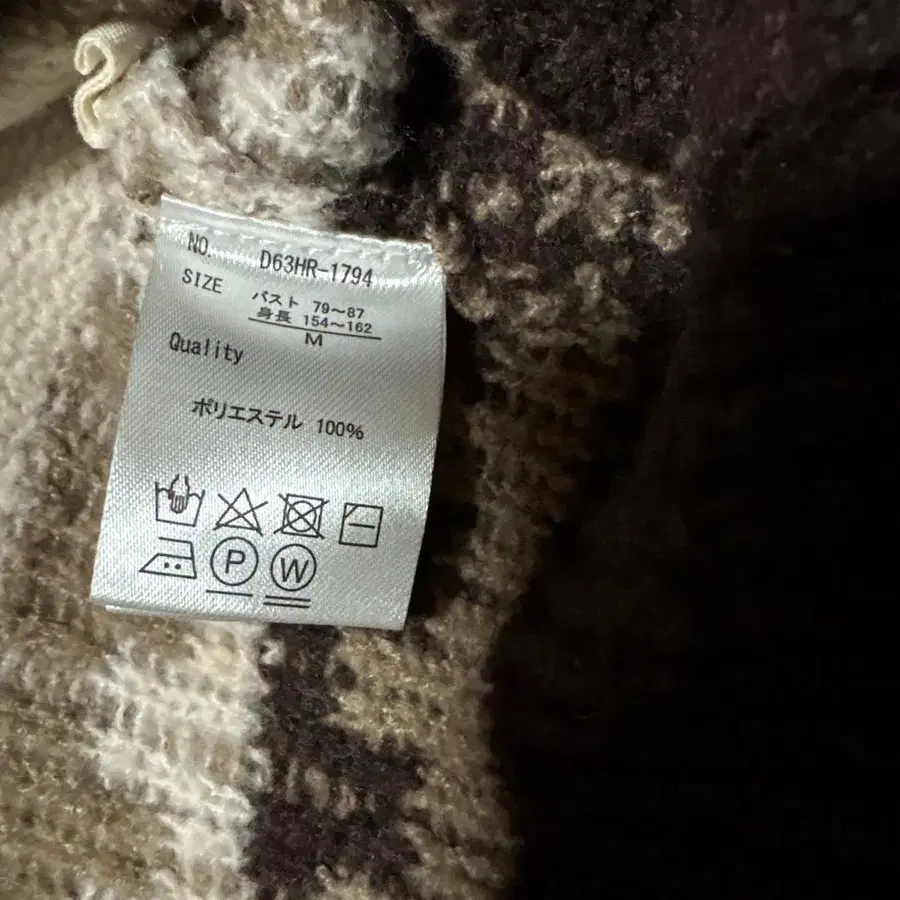 NO. D63HR-1794
SIZE
バスト 79〜87
身長 154〜162
M
Quality
ポリエステル 100%
P W